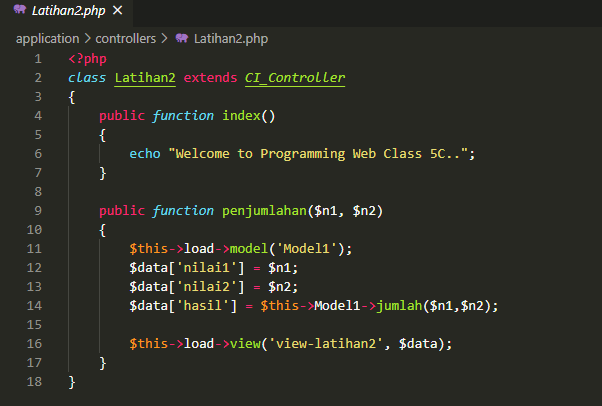 Latihan2.php ×
application > controllers > Latihan2.php
1 <?php
2 class Latihan2 extends CI_Controller
3 {
4     public function index()
5     {
6         echo "Welcome to Programming Web Class 5C..";
7     }
8
9     public function penjumlahan($n1, $n2)
10     {
11         $this->load->model('Model1');
12         $data['nilai1'] = $n1;
13         $data['nilai2'] = $n2;
14         $data['hasil'] = $this->Model1->jumlah($n1,$n2);
15
16         $this->load->view('view-latihan2', $data);
17     }
18 }